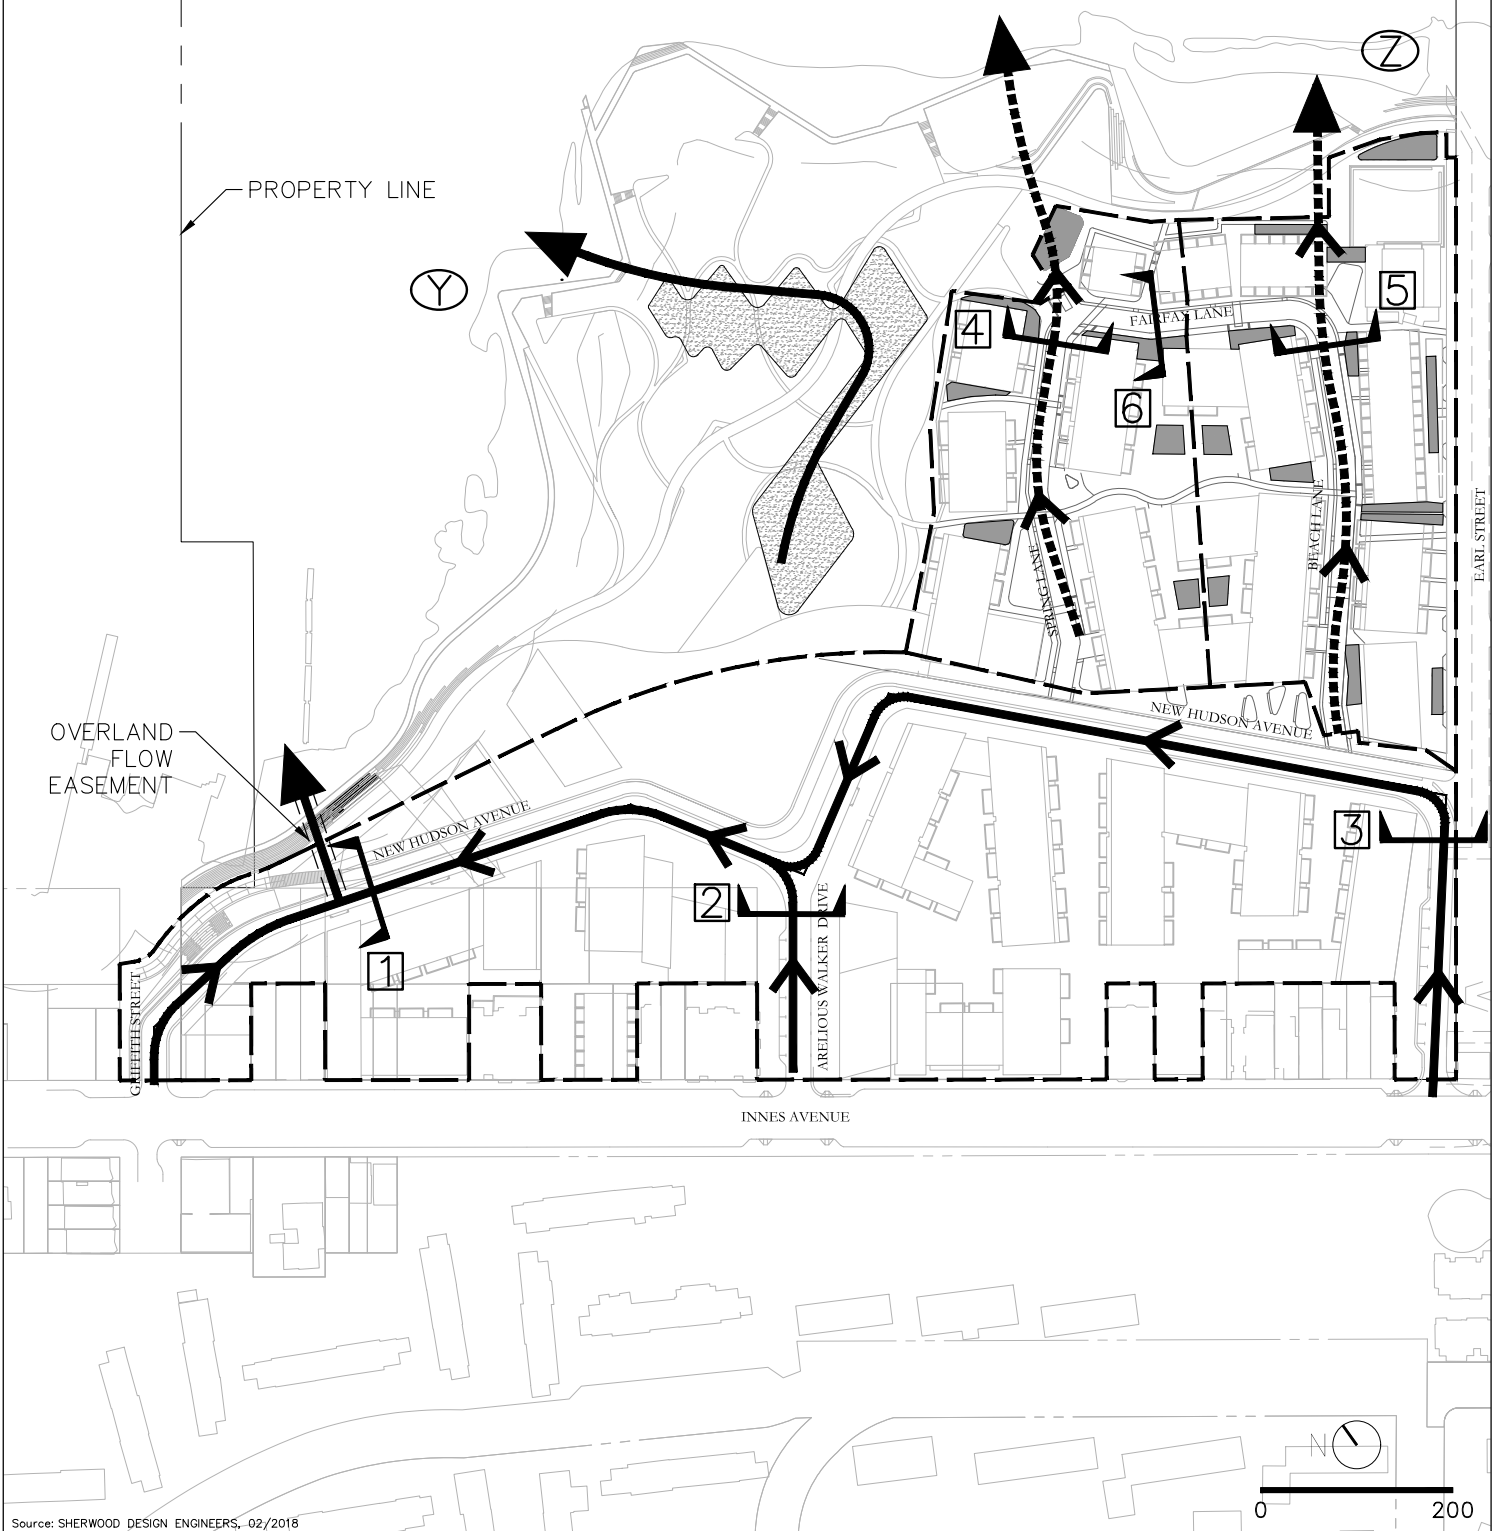 Z
PROPERTY LINE
Y
5
4
FAIRFAX LANE
6
BEACH LANE
EARL STREET
SPRING LANE
NEW HUDSON AVENUE
OVERLAND
FLOW
EASEMENT
NEW HUDSON AVENUE
3
2
ARELIOUS WALKER DRIVE
1
GRIFFITH STREET
INNES AVENUE
N
0 200
Source: SHERWOOD DESIGN ENGINEERS, 02/2018